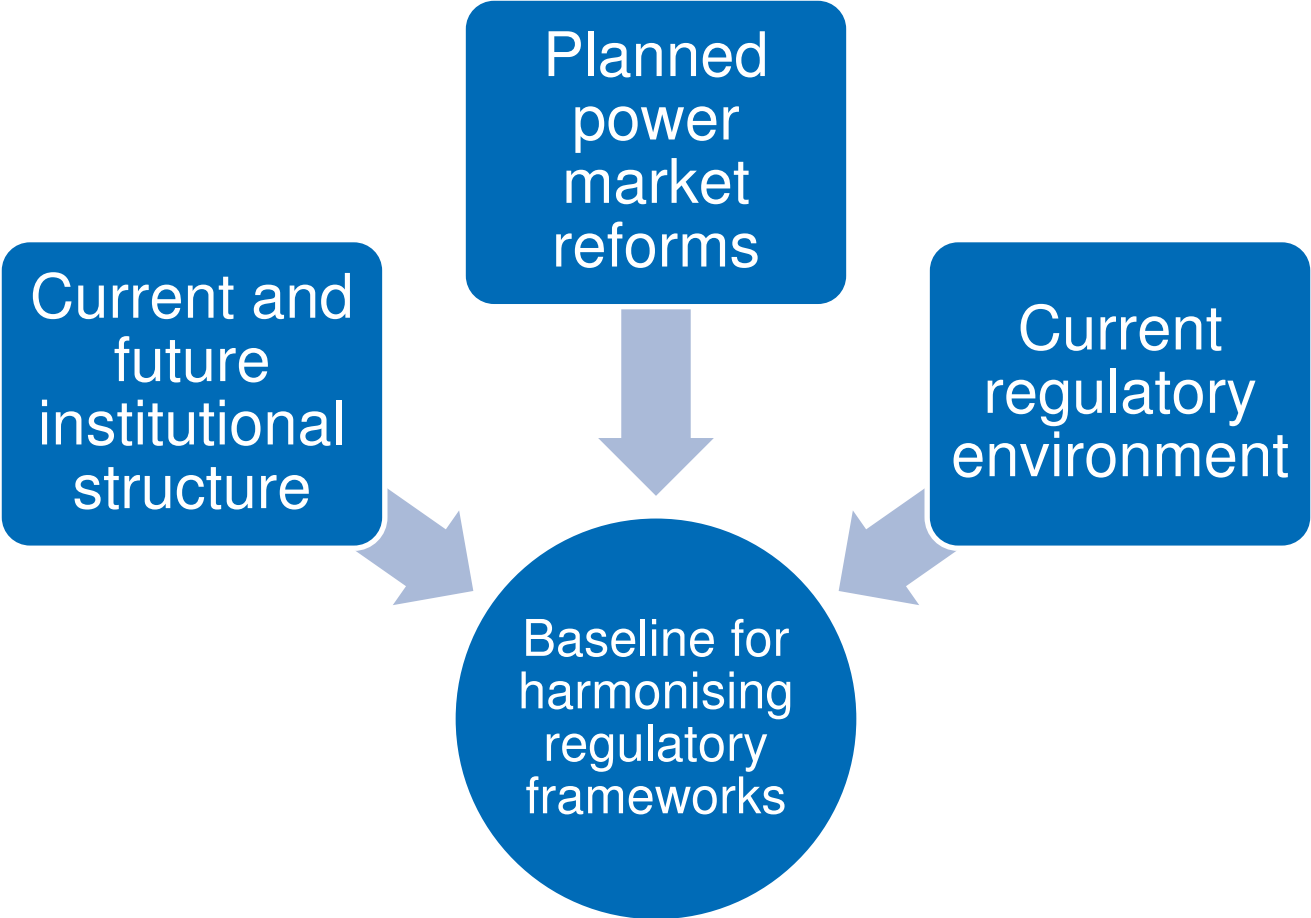 Planned
power
market
reforms
Current and
future
institutional
structure
Current
regulatory
environment
Baseline for
harmonising
regulatory
frameworks